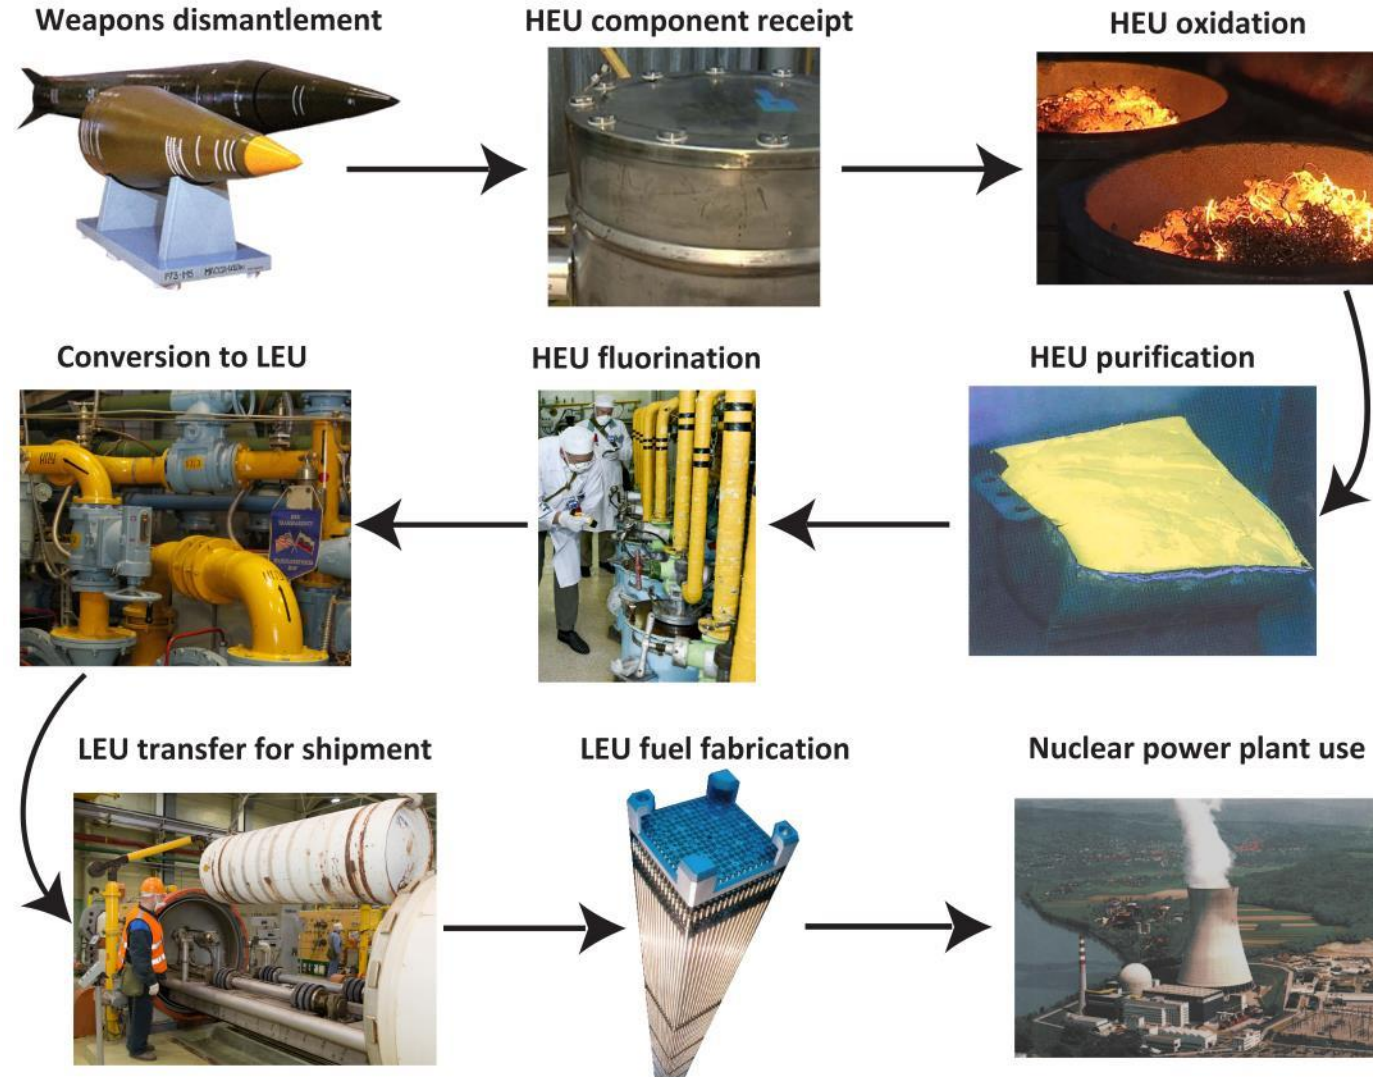 Weapons dismantlement
HEU component receipt
HEU oxidation
Conversion to LEU
HEU fluorination
HEU purification
LEU transfer for shipment
LEU fuel fabrication
Nuclear power plant use